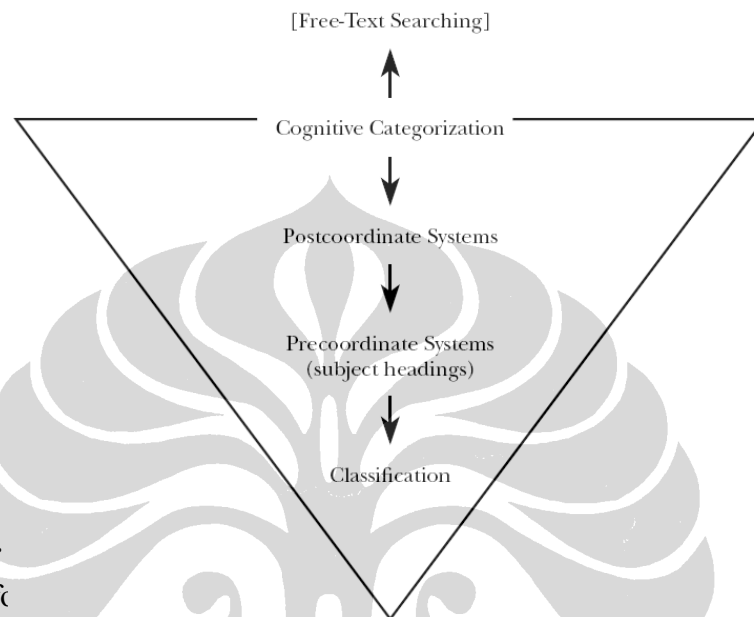 [Free-Text Searching]
Cognitive Categorization
Postcoordinate Systems
Precoordinate Systems
(subject headings)
Classification